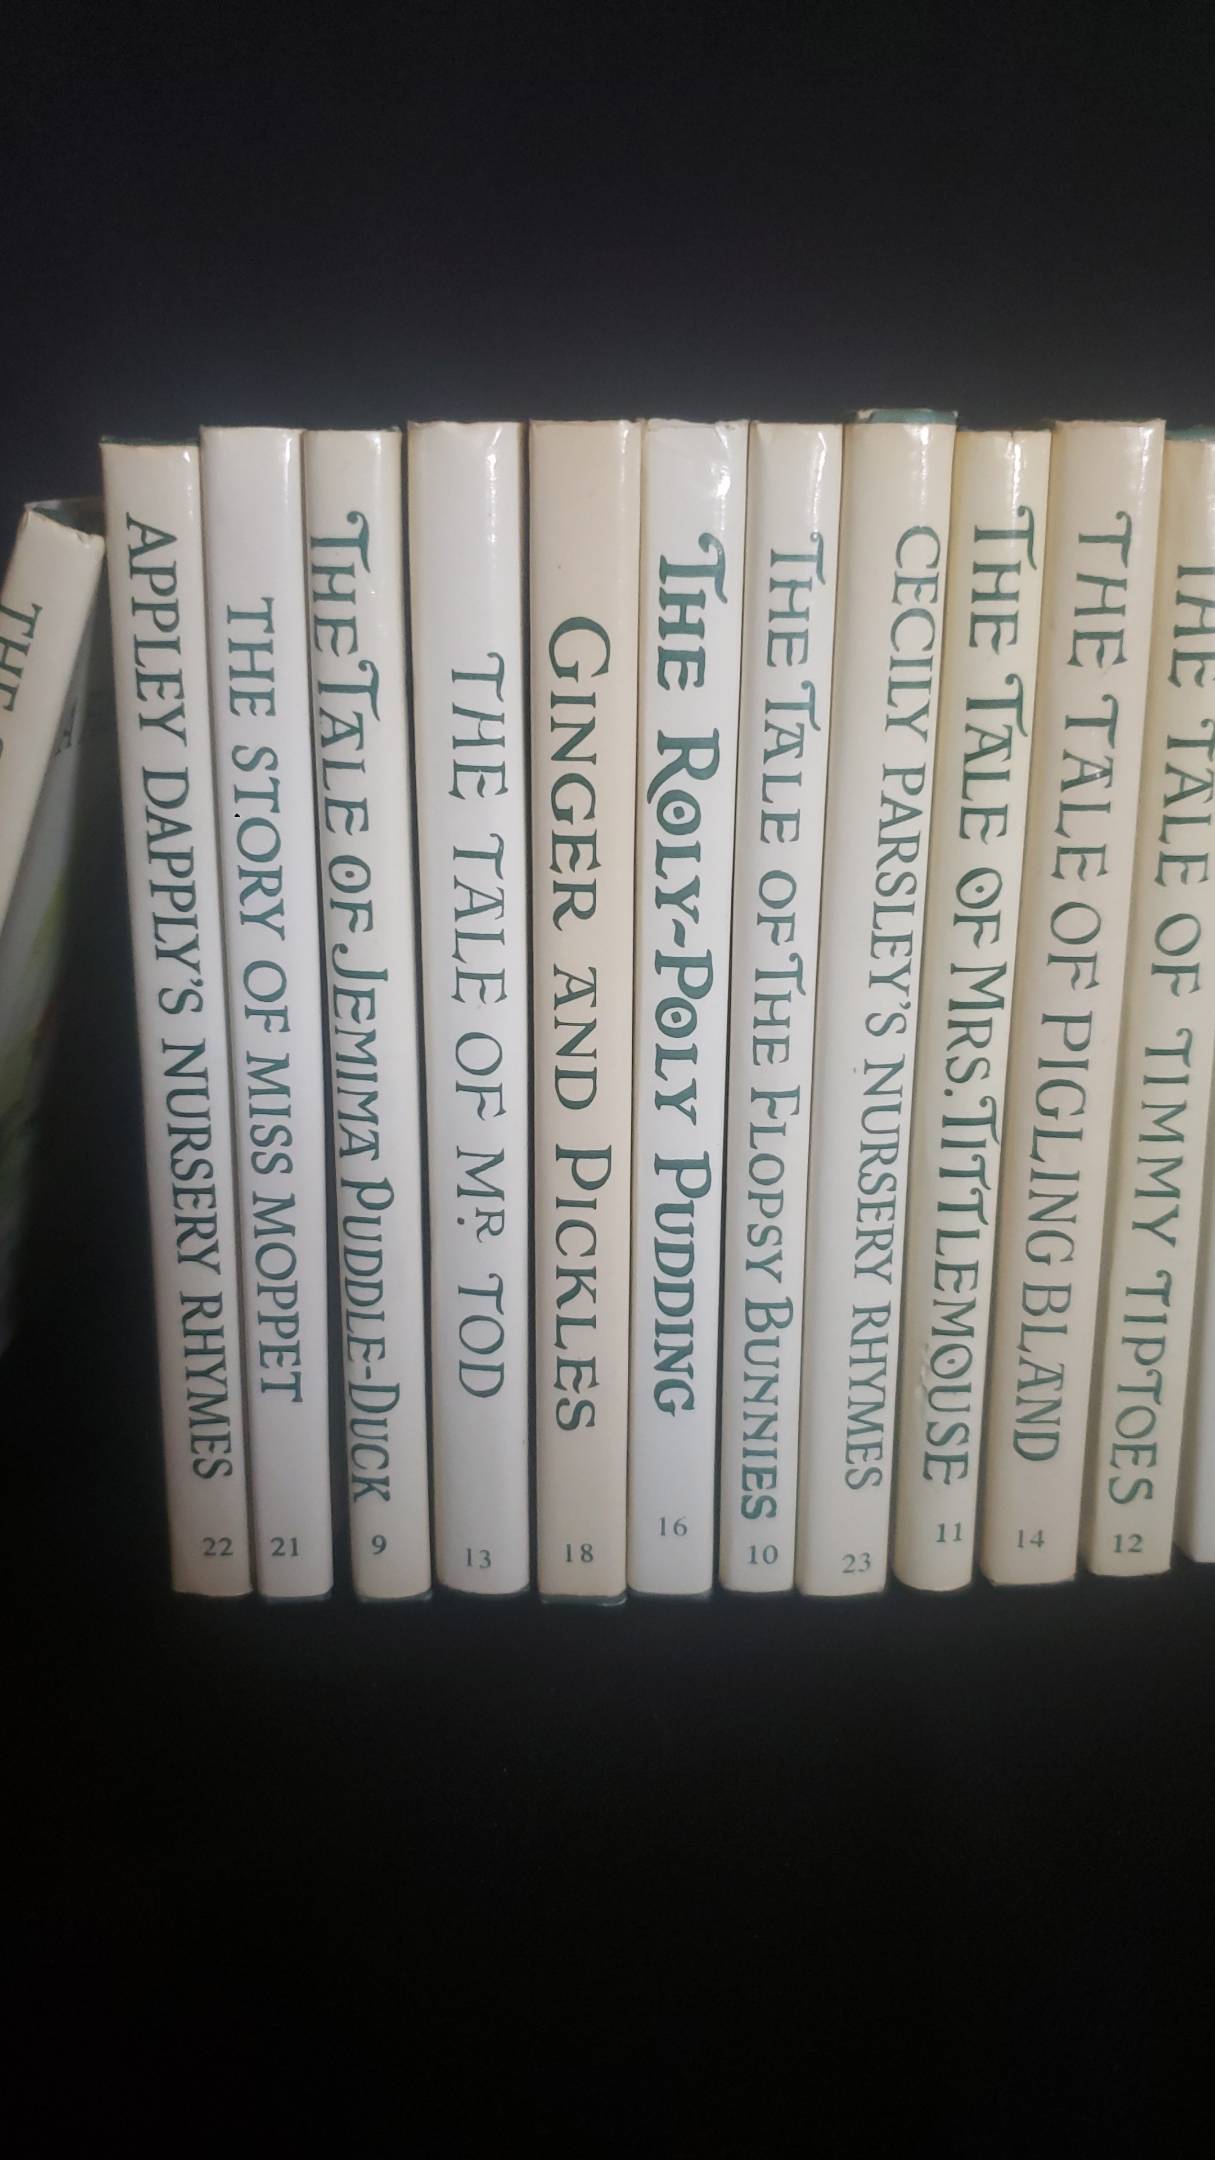 THE
APPLEY DAPPLY'S NURSERY RHYMES
22
THE STORY OF MISS MOPPET
21
THE TALE OF JEMIMA PUDDLE-DUCK
9
THE TALE OF MR. TOD
13
GINGER AND PICKLES
18
THE ROLY-POLY PUDDING
16
THE TALE OF THE FLOPSY BUNNIES
10
CECILY PARSLEY'S NURSERY RHYMES
23
THE TALE OF MRS. TITTLEMOUSE
11
THE TALE OF PIGLING BLAND
14
THE TALE OF TIMMY TIPTOES
12